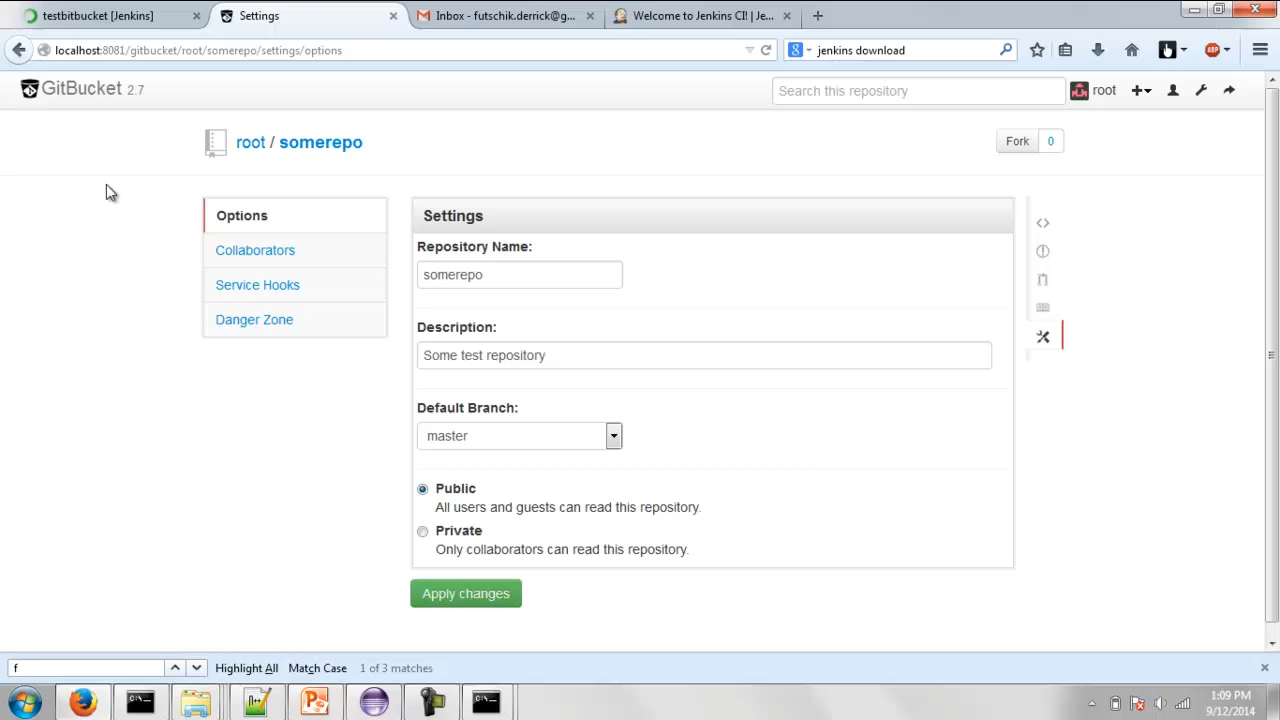 testbitbucket [Jenkins]
Settings
Inbox - futschik.derrick@g...
Welcome to Jenkins CI! | Je...
localhost:8081/gitbucket/root/somerepo/settings/options
jenkins download
GitBucket 2.7
Search this repository
root
root / somerepo
Fork 0
Options
Collaborators
Service Hooks
Danger Zone
Settings
Repository Name:
somerepo
Description:
Some test repository
Default Branch:
master
Public
All users and guests can read this repository.
Private
Only collaborators can read this repository.
Apply changes
f
Highlight All
Match Case
1 of 3 matches
1:09 PM
9/12/2014